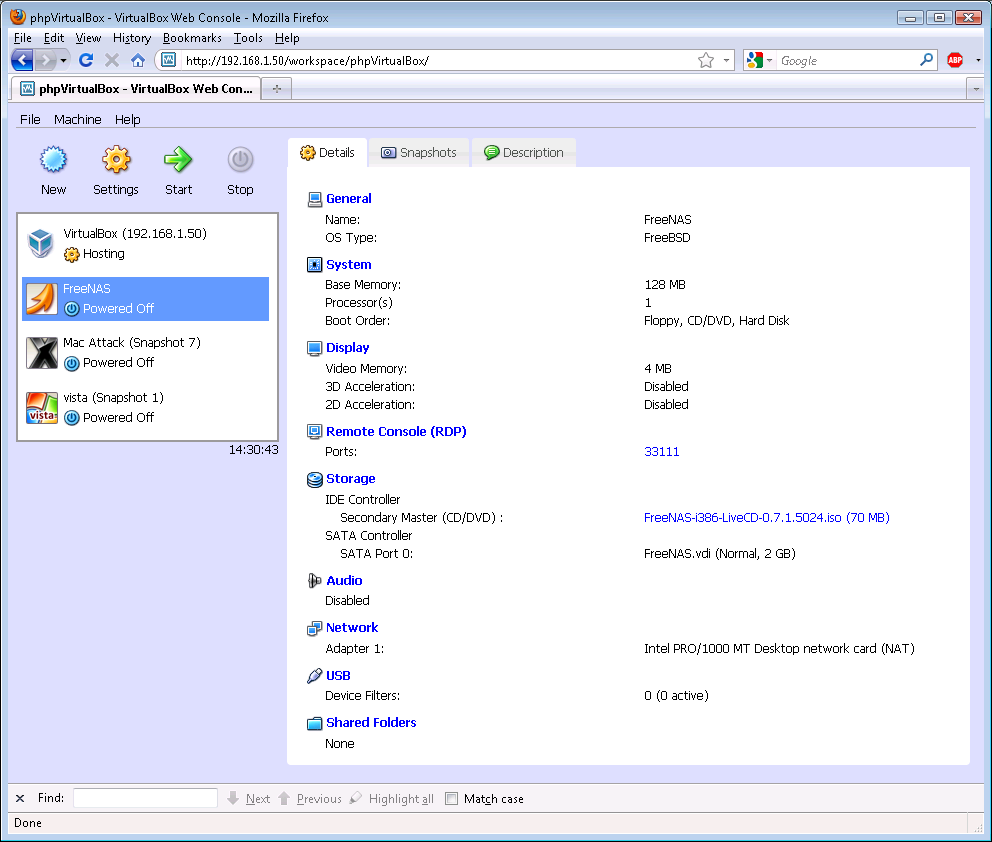 phpVirtualBox - VirtualBox Web Console - Mozilla Firefox
File Edit View History Bookmarks Tools Help
http://192.168.1.50/workspace/phpVirtualBox/ Google ABP
phpVirtualBox - VirtualBox Web Con...
File Machine Help
New Settings Start Stop
VirtualBox (192.168.1.50)
Hosting
FreeNAS
Powered Off
Mac Attack (Snapshot 7)
Powered Off
vista (Snapshot 1)
vista
Powered Off
14:30:43
Details Snapshots Description
General
Name: FreeNAS
OS Type: FreeBSD
System
Base Memory: 128 MB
Processor(s) 1
Boot Order: Floppy, CD/DVD, Hard Disk
Display
Video Memory: 4 MB
3D Acceleration: Disabled
2D Acceleration: Disabled
Remote Console (RDP)
Ports: 33111
Storage
IDE Controller
Secondary Master (CD/DVD) : FreeNAS-i386-LiveCD-0.7.1.5024.iso (70 MB)
SATA Controller
SATA Port 0: FreeNAS.vdi (Normal, 2 GB)
Audio
Disabled
Network
Adapter 1: Intel PRO/1000 MT Desktop network card (NAT)
USB
Device Filters: 0 (0 active)
Shared Folders
None
Find: Next Previous Highlight all Match case
Done